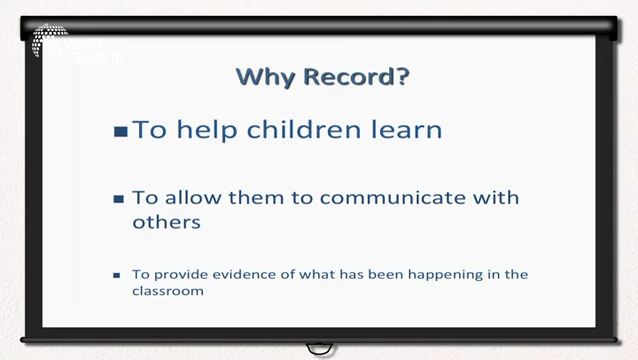 Why Record?
To help children learn
To allow them to communicate with
others
To provide evidence of what has been happening in the
classroom